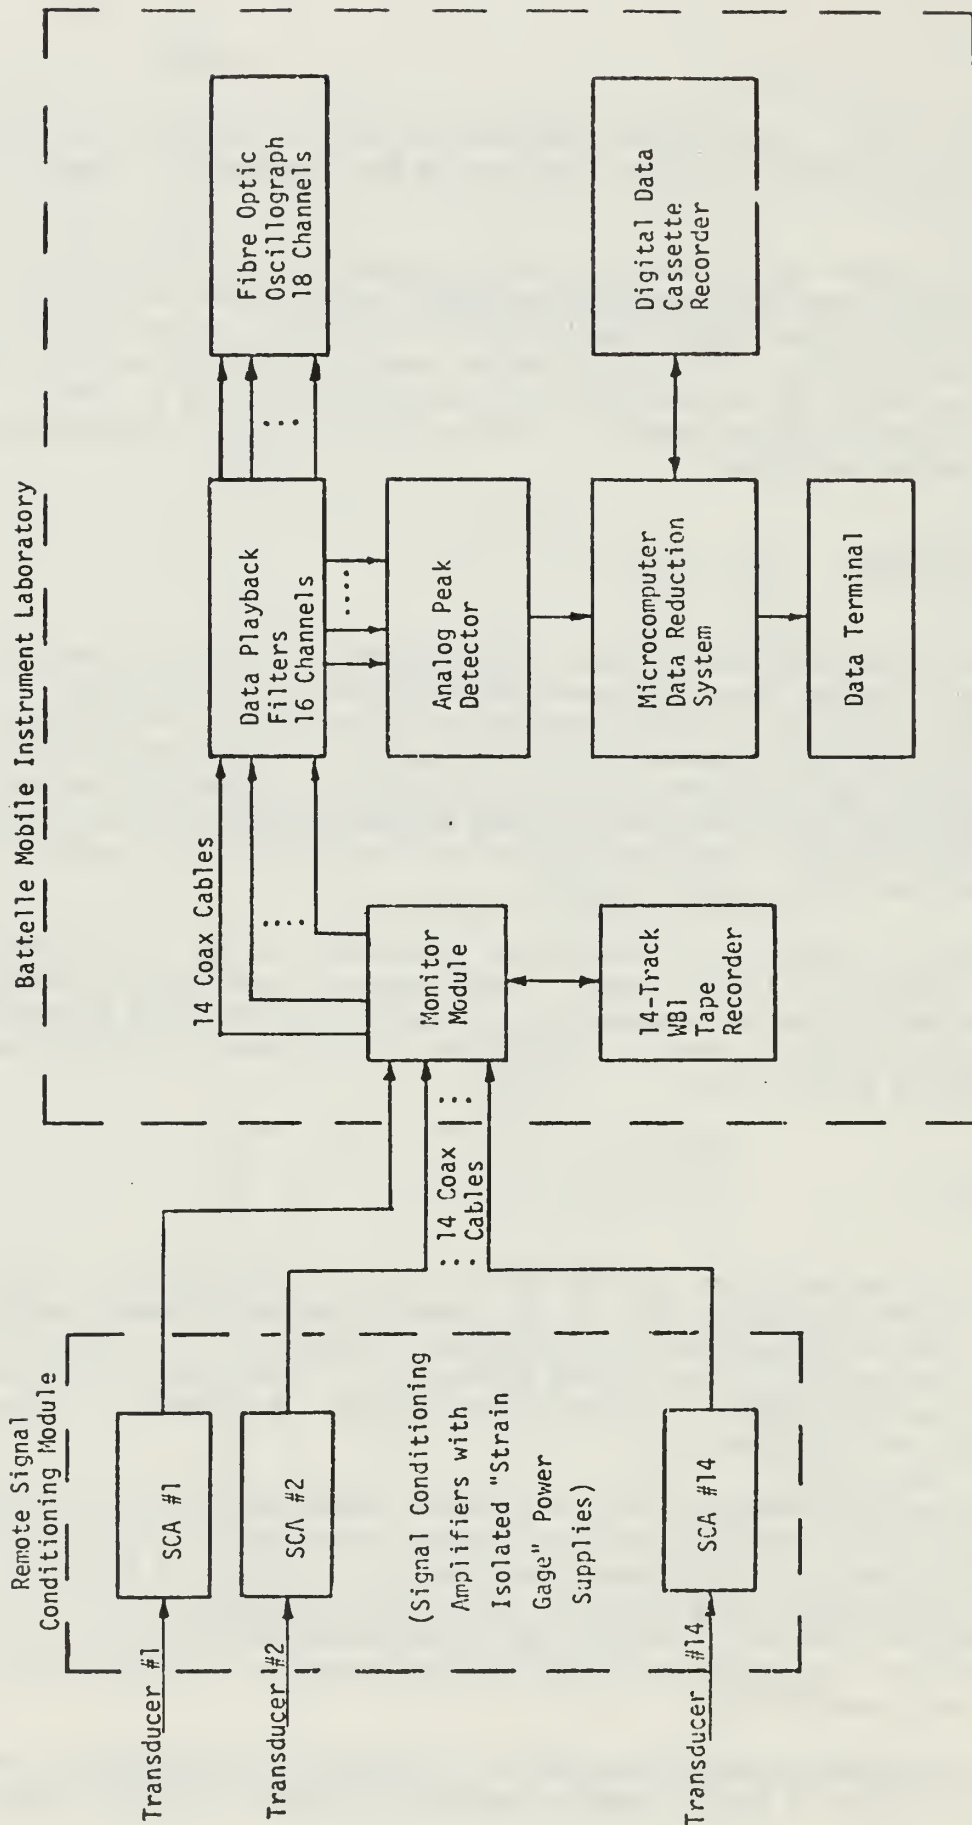 Battelle Mobile Instrument Laboratory
Remote Signal
Conditioning Module
Transducer #1
SCA #1
Transducer #2
SCA #2
(Signal Conditioning
Amplifiers with
Isolated "Strain
Gage" Power
Supplies)
Transducer #14
SCA #14
14 Coax
Cables
14 Coax Cables
Monitor
Module
14-Track
WB1
Tape
Recorder
Data Playback
Filters
16 Channels
Fibre Optic
Oscillograph
18 Channels
Analog Peak
Detector
Microcomputer
Data Reduction
System
Digital Data
Cassette
Recorder
Data Terminal